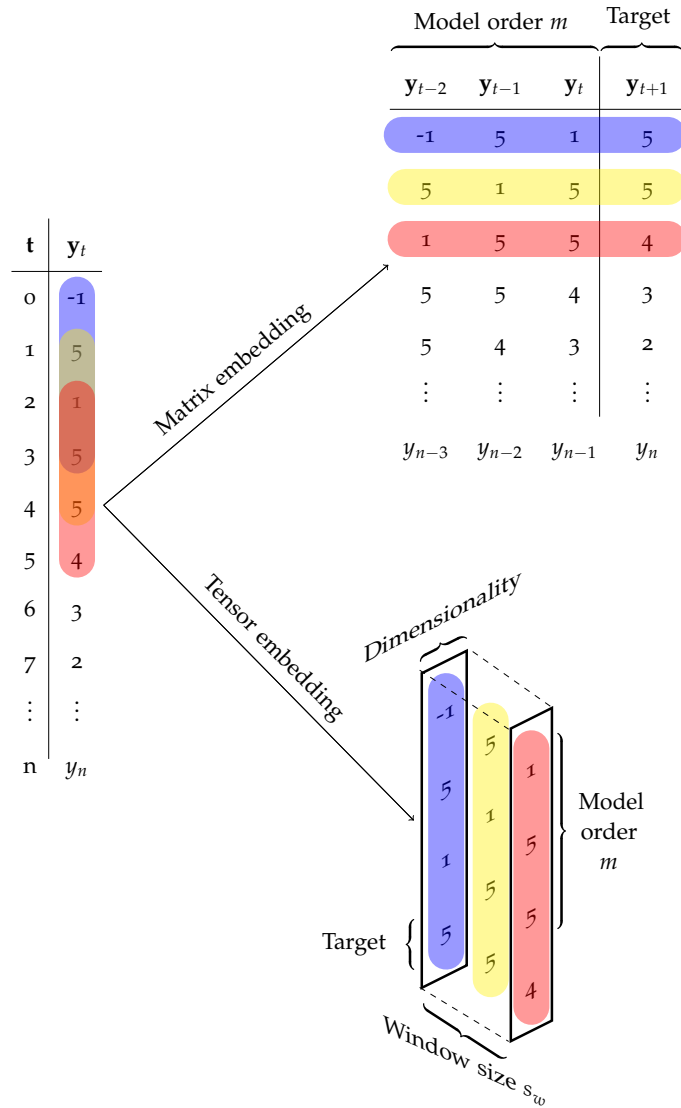 Model order m Target
y_{t−2} y_{t−1} y_t y_{t+1}
-1 5 1 5
5 1 5 5
1 5 5 4
5 5 4 3
5 4 3 2
⋮ ⋮ ⋮ ⋮
y_{n−3} y_{n−2} y_{n−1} y_n
t y_t
0 -1
1 5
2 1
3 5
4 5
5 4
6 3
7 2
⋮ ⋮
n y_n
Matrix embedding
Tensor embedding
Dimensionality
-1
5
1
5
5
1
5
5
1
5
5
4
Model
order
m
Target
Window size s_w